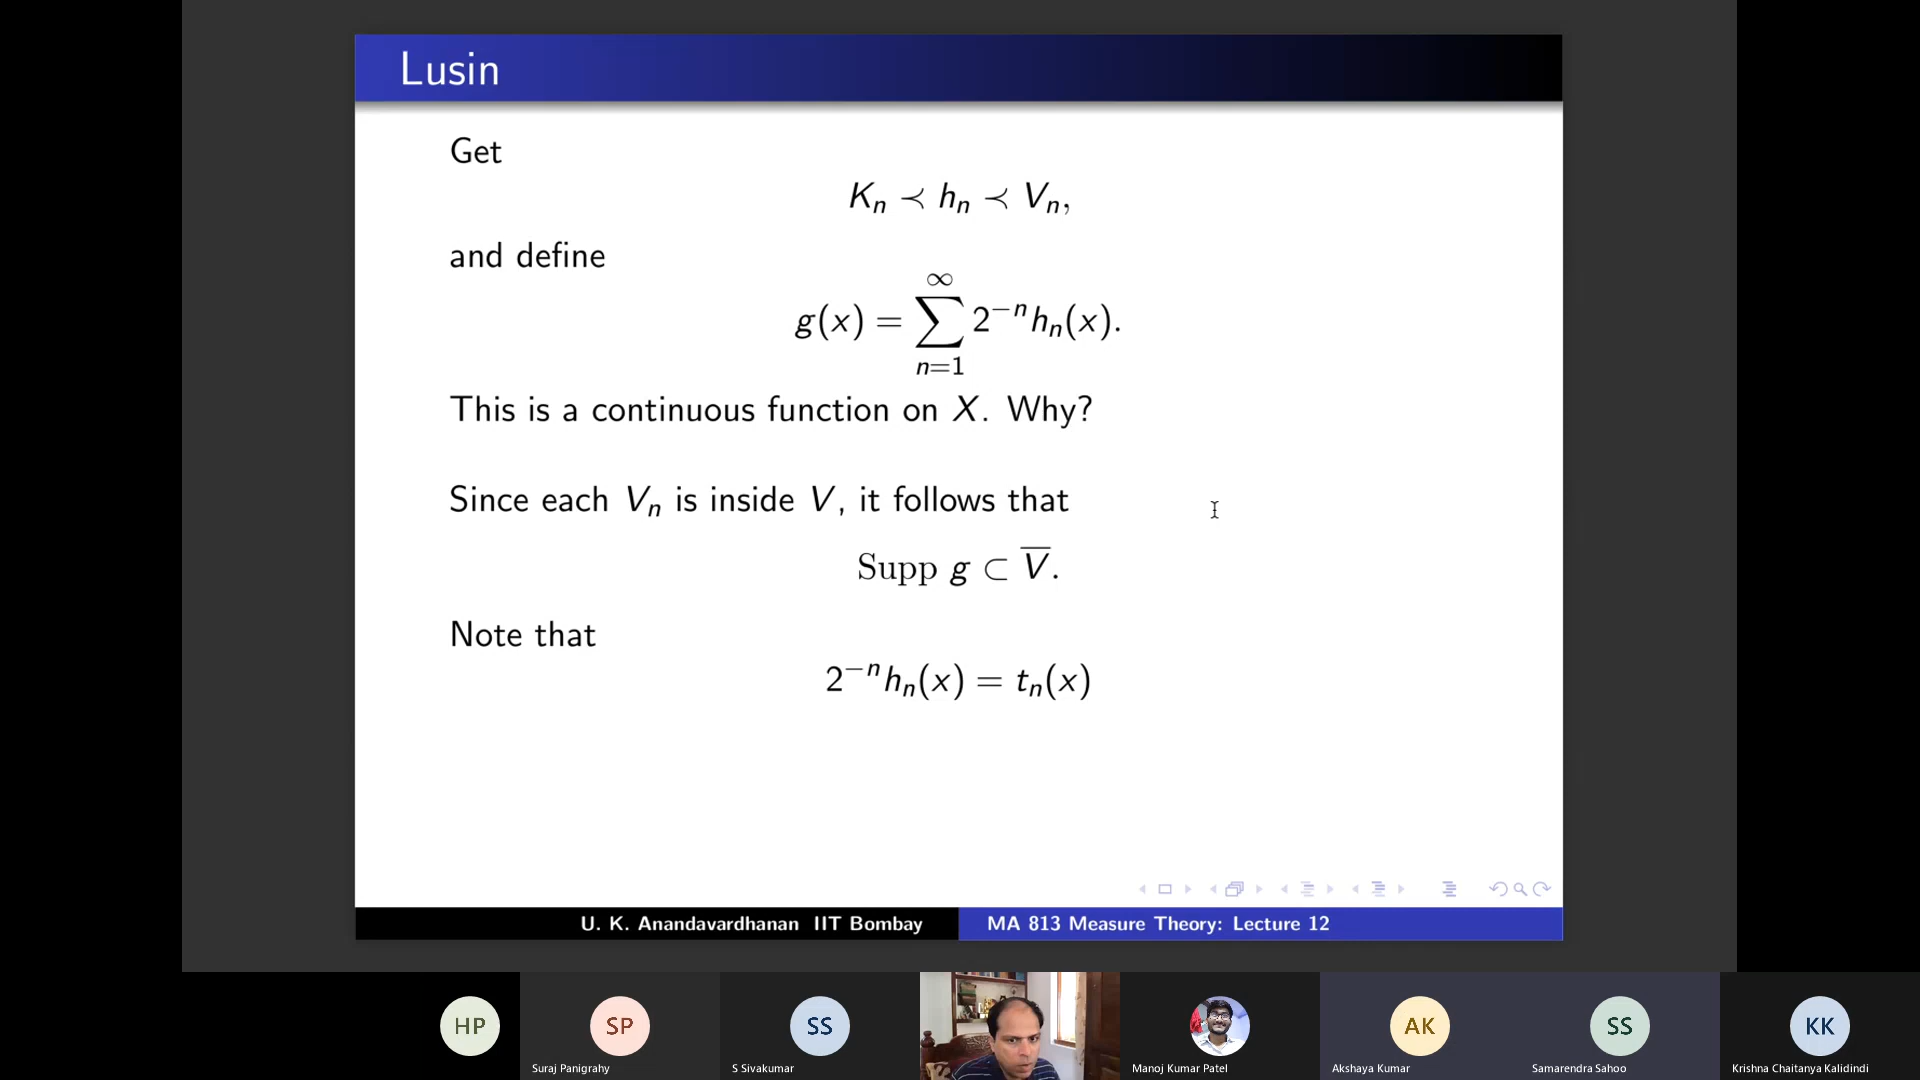 Lusin
Get
K_n ≺ h_n ≺ V_n,
and define
g(x) = \sum_{n=1}^{∞} 2^{-n} h_n(x).
This is a continuous function on X. Why?
Since each V_n is inside V, it follows that
Supp g ⊂ \overline{V}.
Note that
2^{-n} h_n(x) = t_n(x)
U. K. Anandavardhanan IIT Bombay
MA 813 Measure Theory: Lecture 12
HP
SP
SS
AK
SS
KK
Suraj Panigrahy
S Sivakumar
Manoj Kumar Patel
Akshaya Kumar
Samarendra Sahoo
Krishna Chaitanya Kalidindi